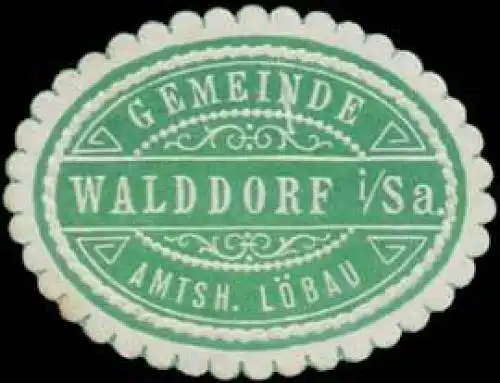 GEMEINDE
WALDDORF i/Sa.
AMTSH. LÖBAU